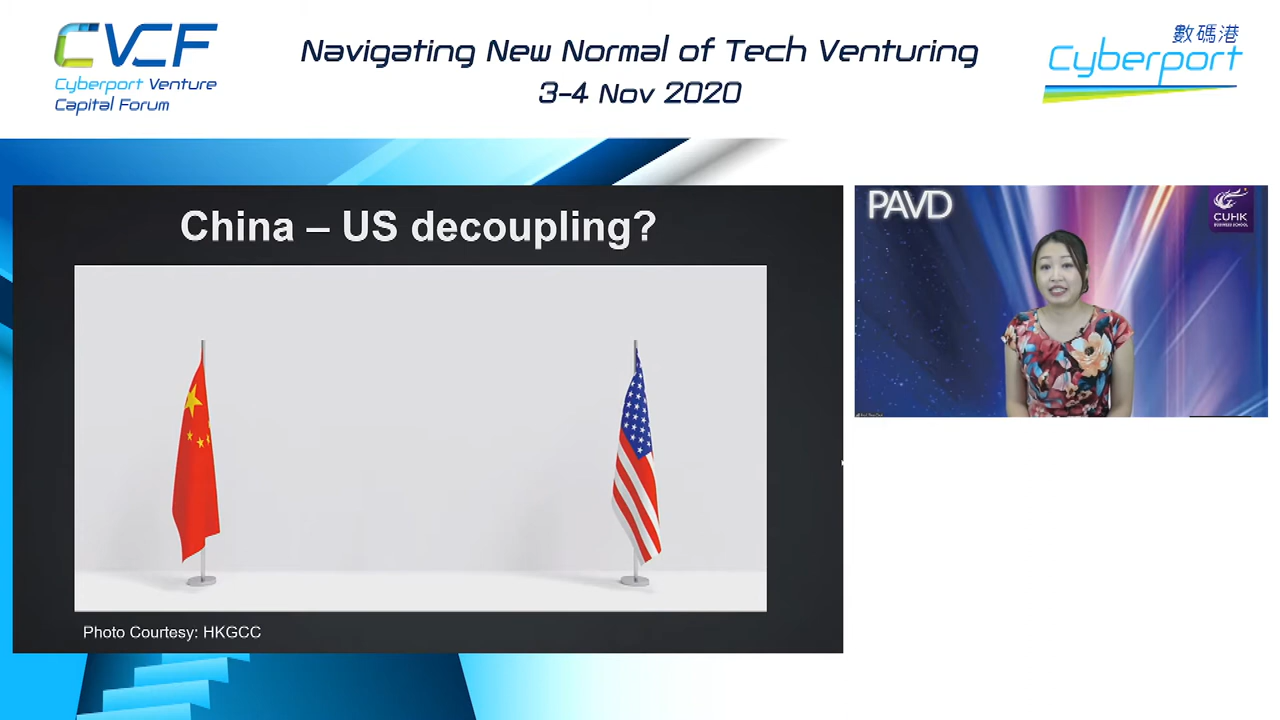 CVCF
Cyberport Venture
Capital Forum
Navigating New Normal of Tech Venturing
3-4 Nov 2020
數碼港
Cyberport
China – US decoupling?
Photo Courtesy: HKGCC
PAVD
CUHK
BUSINESS SCHOOL